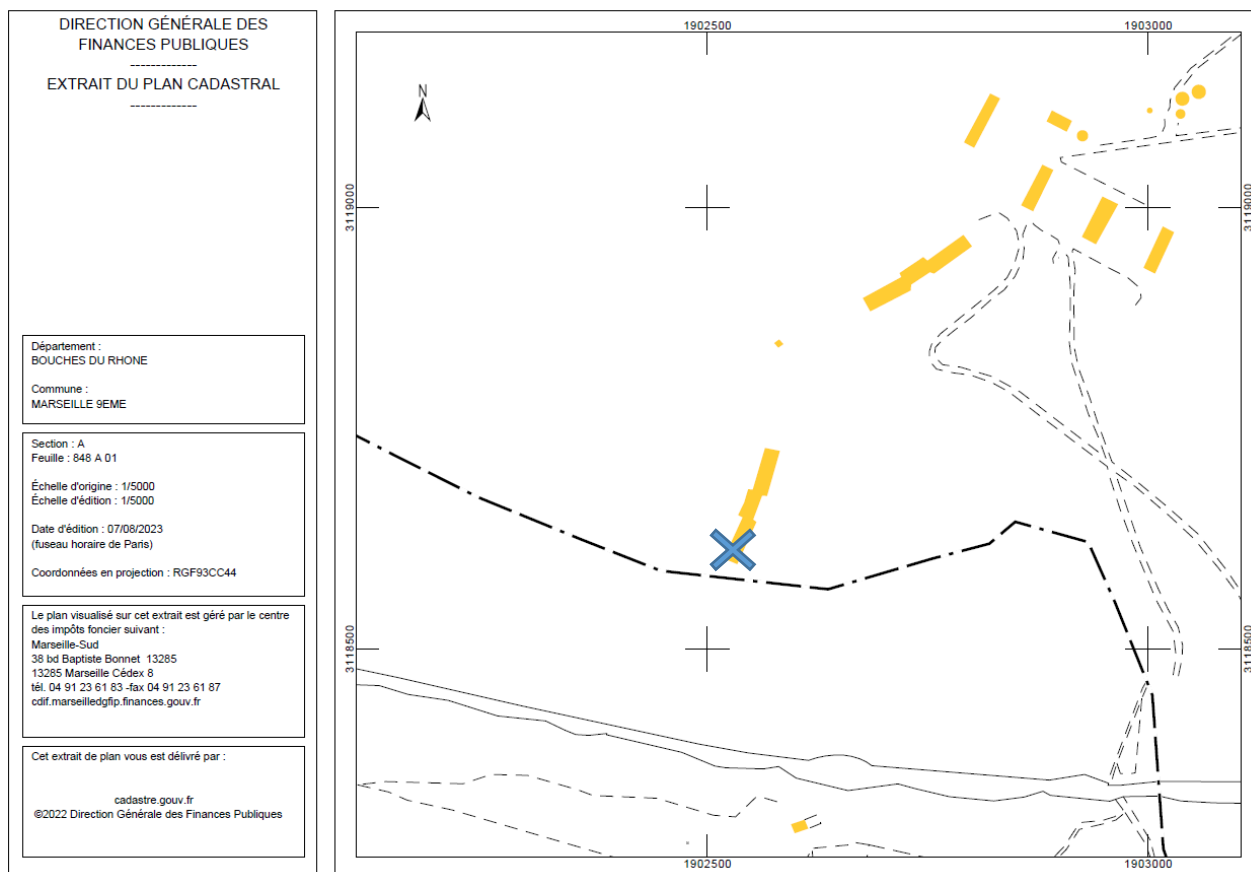 DIRECTION GÉNÉRALE DES
FINANCES PUBLIQUES
-------------
EXTRAIT DU PLAN CADASTRAL
-------------
Département :
BOUCHES DU RHONE
Commune :
MARSEILLE 9EME
Section : A
Feuille : 848 A 01
Échelle d'origine : 1/5000
Échelle d'édition : 1/5000
Date d'édition : 07/08/2023
(fuseau horaire de Paris)
Coordonnées en projection : RGF93CC44
Le plan visualisé sur cet extrait est géré par le centre
des impôts foncier suivant :
Marseille-Sud
38 bd Baptiste Bonnet 13285
13285 Marseille Cédex 8
tél. 04 91 23 61 83 -fax 04 91 23 61 87
cdif.marseilledgfip.finances.gouv.fr
Cet extrait de plan vous est délivré par :
cadastre.gouv.fr
©2022 Direction Générale des Finances Publiques
1902500
1903000
N
3119000
3119000
3118500
3118500
1902500
1903000